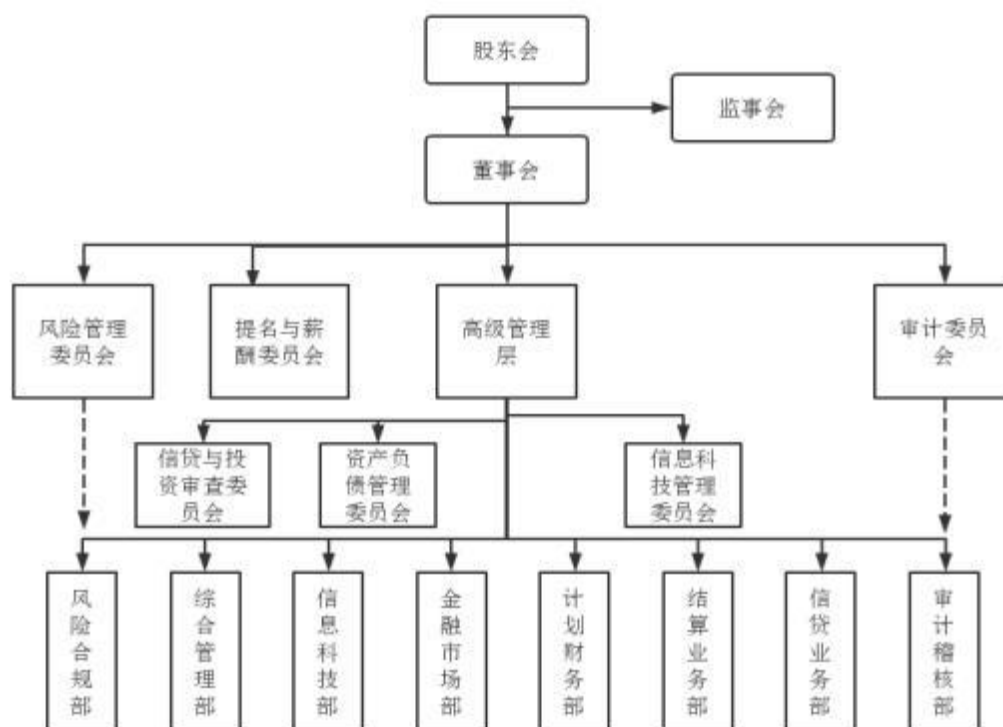 股东会
监事会
董事会
风险管理
委员会
提名与薪
酬委员会
高级管理
层
审计委员
会
信贷与投
资审查委
员会
资产负
债管理
委员会
信息科
技管理
委员会
风险合规部
综合管理部
信息科技部
金融市场部
计划财务部
结算业务部
信贷业务部
审计稽核部